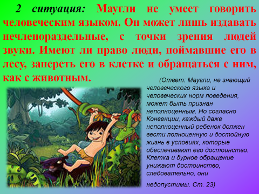 2 ситуация: Маугли не умеет говорить
человеческим языком. Он может лишь издавать
нечленораздельные, с точки зрения людей
звуки. Имеют ли право люди, поймавшие его в
лесу, запереть его в клетке и обращаться с ним,
как с животным.
(Ответ. Маугли, не знающий
человеческого языка и
человеческих норм поведения,
может быть признан
неполноценным. Но согласно
Конвенции, каждый даже
неполноценный ребенок должен
вести полноценную и достойную
жизнь в условиях, которые
обеспечивают его достоинство.
Клетка и дурное обращение
унижают достоинство,
следовательно, они
недопустимы. Ст. 23)